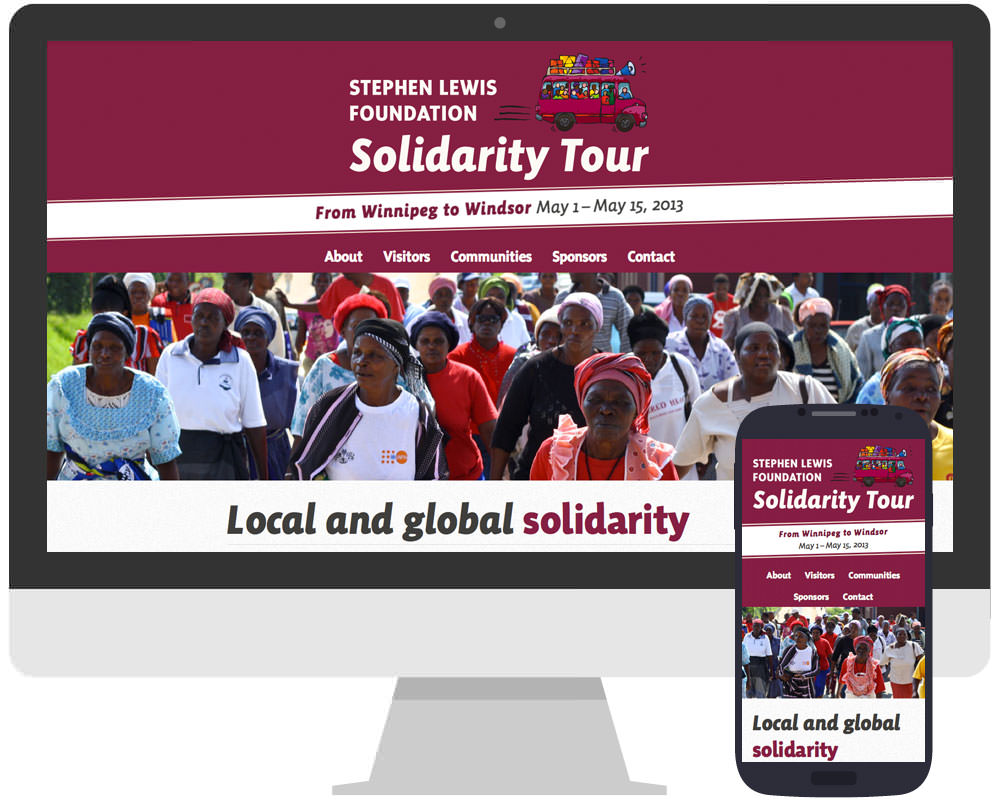 STEPHEN LEWIS
FOUNDATION
Solidarity Tour
From Winnipeg to Windsor May 1 – May 15, 2013
About Visitors Communities Sponsors Contact
Local and global solidarity
STEPHEN LEWIS
FOUNDATION
Solidarity Tour
From Winnipeg to Windsor
May 1 – May 15, 2013
About Visitors Communities
Sponsors Contact
Local and global
solidarity